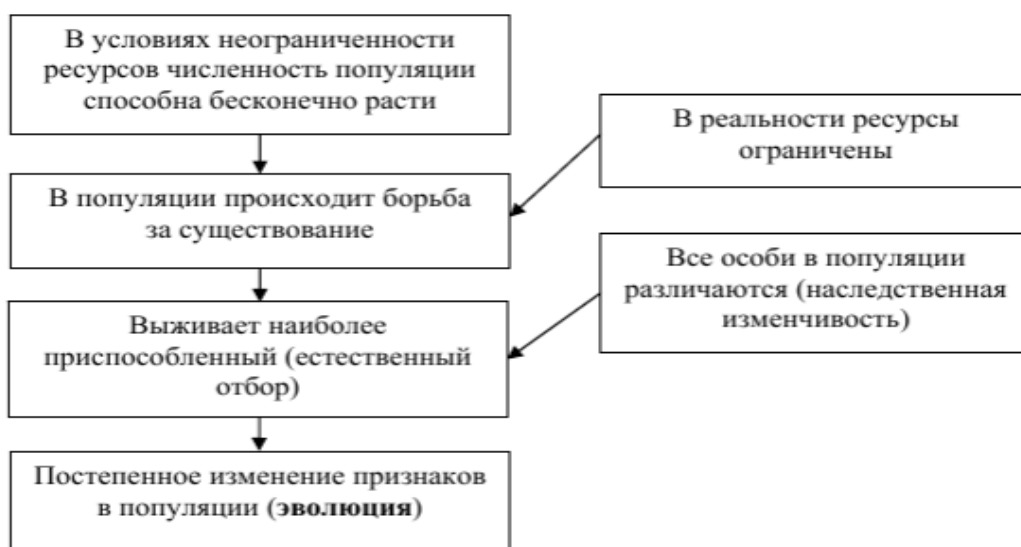 В условиях неограниченности
ресурсов численность популяции
способна бесконечно расти
В реальности ресурсы
ограничены
В популяции происходит борьба
за существование
Все особи в популяции
различаются (наследственная
изменчивость)
Выживает наиболее
приспособленный (естественный
отбор)
Постепенное изменение признаков
в популяции (эволюция)